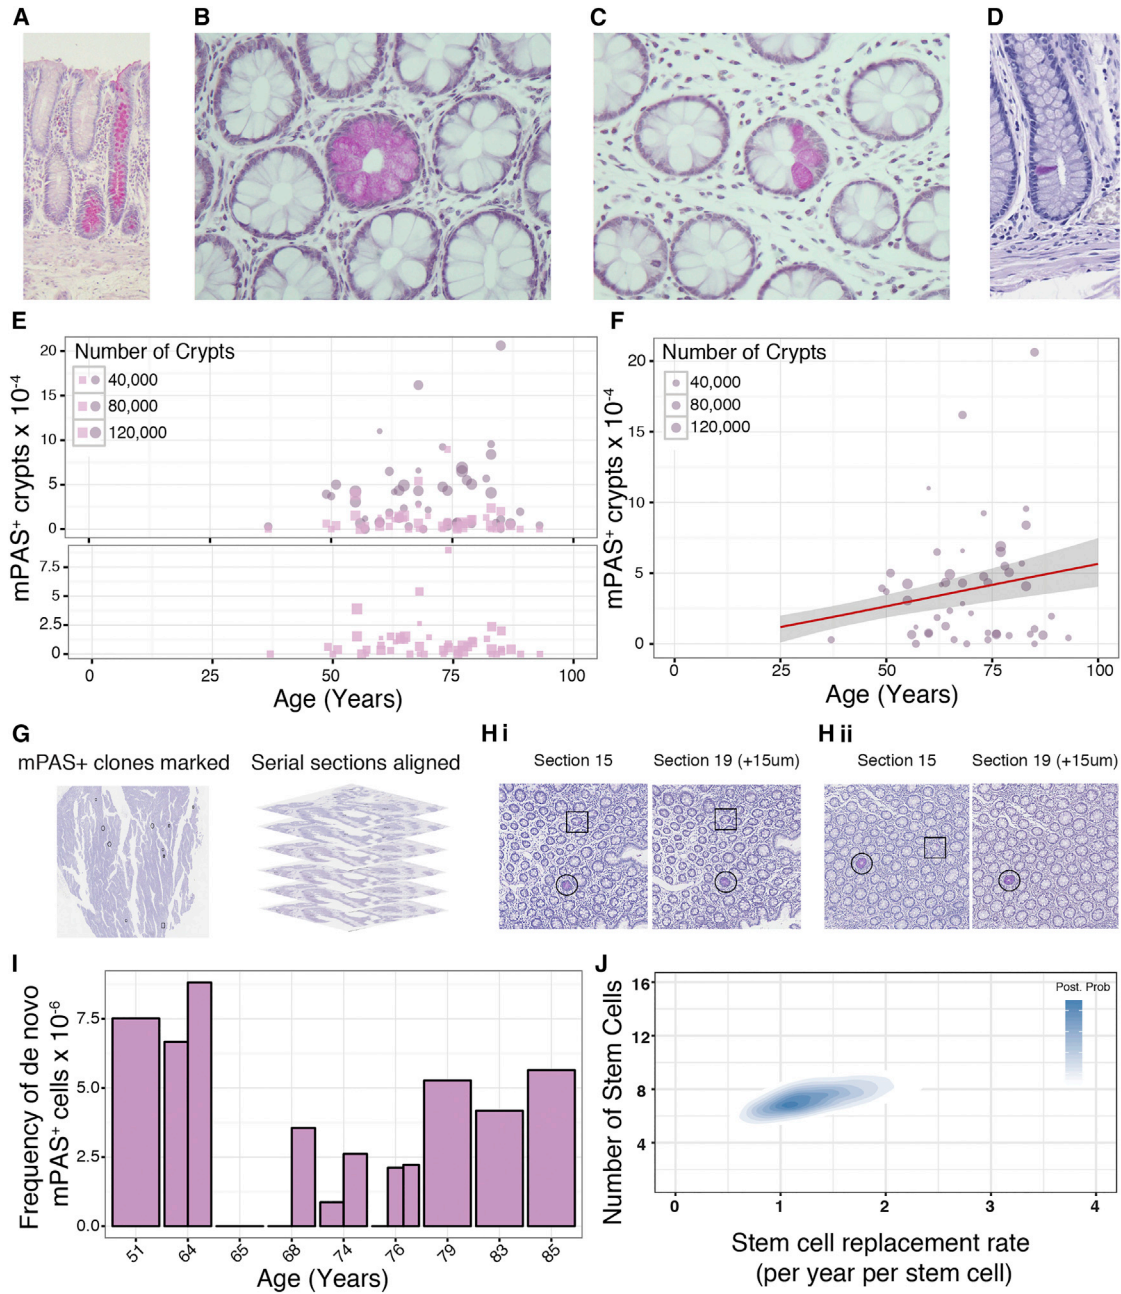 A
B
C
D
E
Number of Crypts
40,000
80,000
120,000
20
15
10
5
0
7.5
5
2.5
0
mPAS+ crypts x 10-4
0
25
50
75
100
Age (Years)
F
Number of Crypts
40,000
80,000
120,000
20
15
10
5
0
mPAS+ crypts x 10-4
0
25
50
75
100
Age (Years)
G
mPAS+ clones marked
Serial sections aligned
H i
Section 15
Section 19 (+15um)
H ii
Section 15
Section 19 (+15um)
I
Frequency of de novo
mPAS+ cells x 10-6
7.5
5.0
2.5
0.0
51
64
65
68
74
76
79
83
85
Age (Years)
J
Number of Stem Cells
16
12
8
4
Post. Prob
0
1
2
3
4
Stem cell replacement rate
(per year per stem cell)